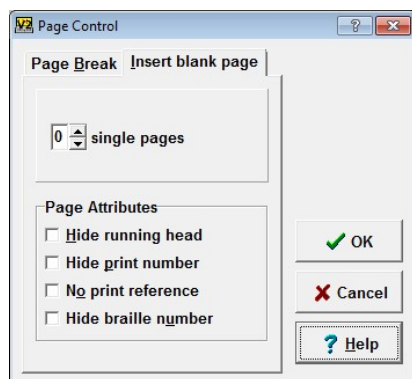 V2 Page Control ?
Page Break Insert blank page
0 single pages
Page Attributes
Hide running head
Hide print number
No print reference
Hide braille number
OK
Cancel
? Help